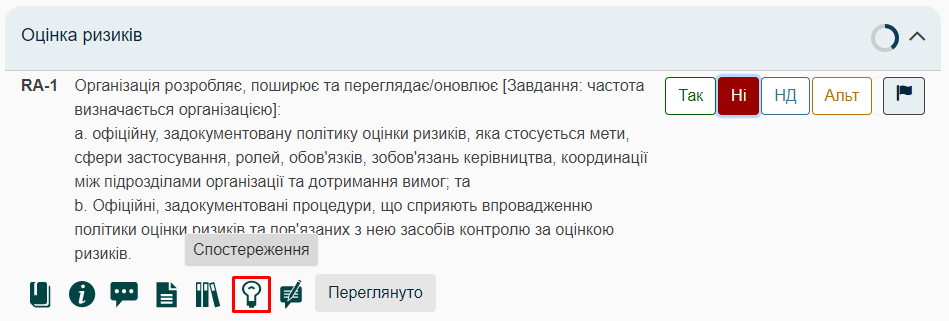 Оцінка ризиків
RA-1 Організація розробляє, поширює та переглядає/оновлює [Завдання: частота
визначається організацією]:
а. офіційну, задокументовану політику оцінки ризиків, яка стосується мети,
сфери застосування, ролей, обов'язків, зобов'язань керівництва, координації
між підрозділами організації та дотримання вимог; та
b. Офіційні, задокументовані процедури, що сприяють впровадженню
політики оцінки ризиків та пов'язаних з нею засобів контролю за оцінкою
ризиків.
Так Ні НД Альт
Спостереження
Переглянуто